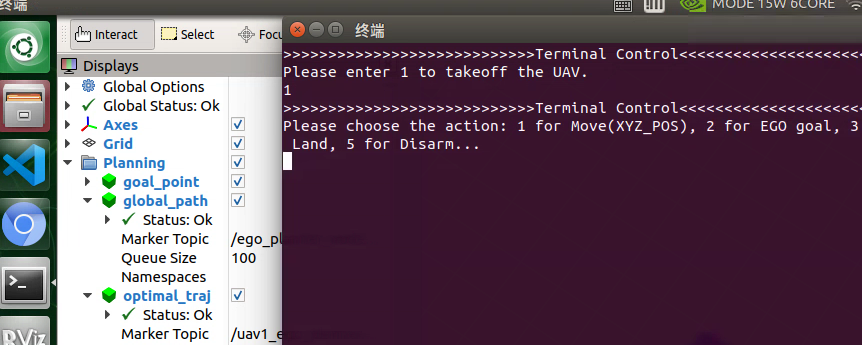 终端
MODE 15W 6CORE
Interact
Select
Focu
终端
Displays
Global Options
Global Status: Ok
Axes
Grid
Planning
goal_point
global_path
Status: Ok
Marker Topic
/ego_pl
Queue Size
100
Namespaces
optimal_traj
Status: Ok
Marker Topic
/uav1_e
RViz
>>>>>>>>>>>>>>>>>>>>>>>>>>>>Terminal Control<<<<<<<<<<<<<<<<<<<<<
Please enter 1 to takeoff the UAV.
1
>>>>>>>>>>>>>>>>>>>>>>>>>>>>Terminal Control<<<<<<<<<<<<<<<<<<<<<
Please choose the action: 1 for Move(XYZ_POS), 2 for EGO goal, 3
Land, 5 for Disarm...